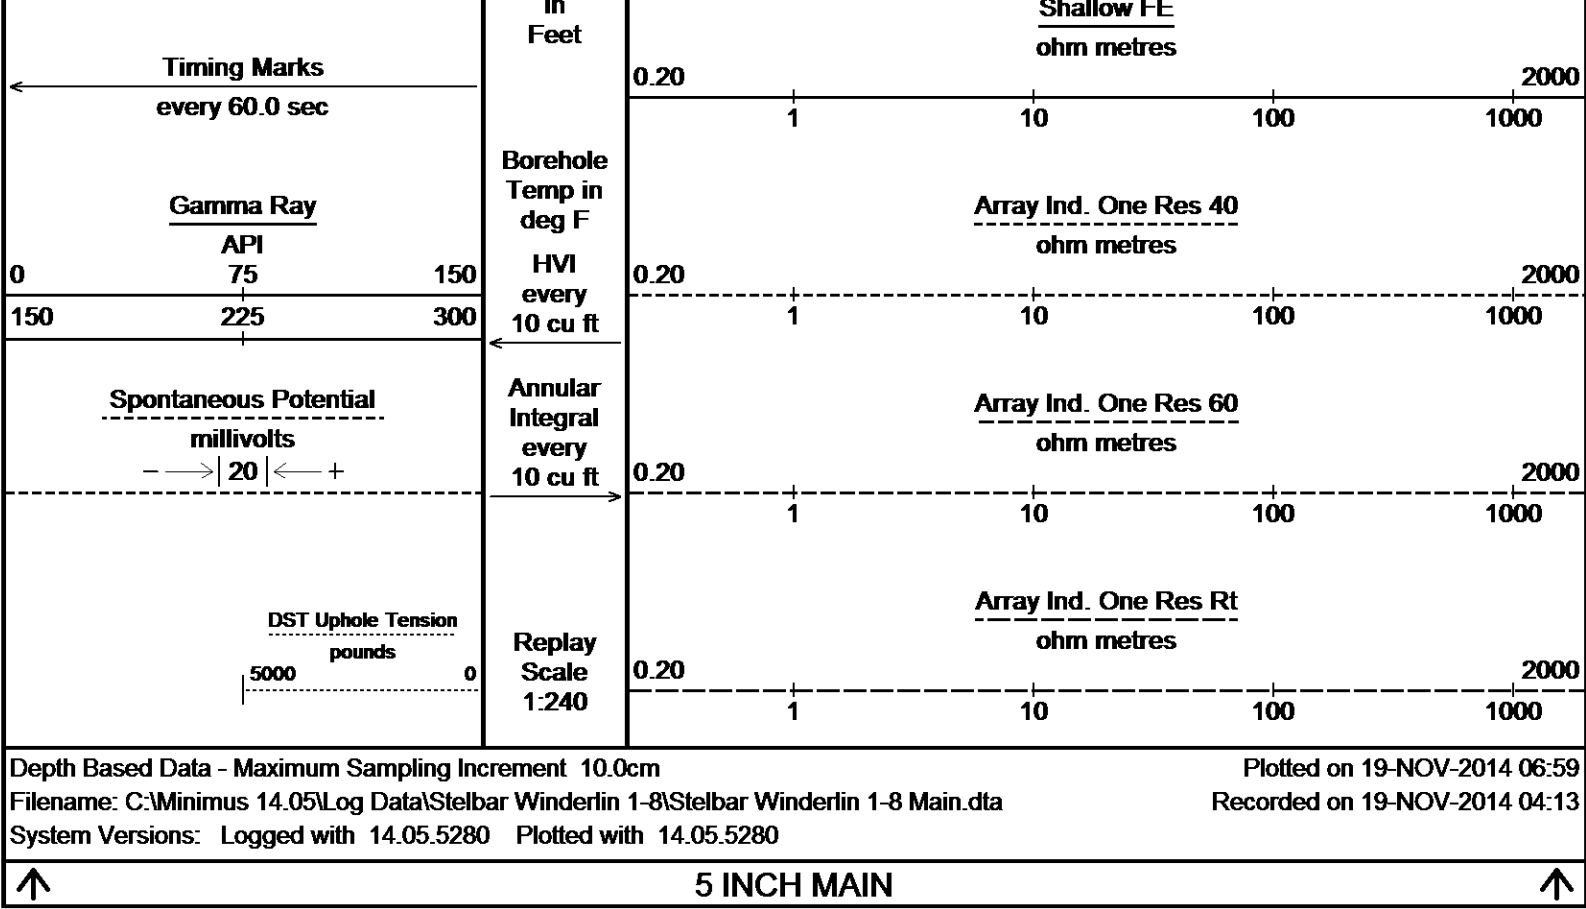 in
Feet
Shallow FE
ohm metres
0.20 2000
1 10 100 1000
Timing Marks
every 60.0 sec
Borehole
Temp in
deg F
Gamma Ray
API
0 75 150
150 225 300
HVI
every
10 cu ft
Array Ind. One Res 40
ohm metres
0.20 2000
1 10 100 1000
Spontaneous Potential
millivolts
− 20 +
Annular
Integral
every
10 cu ft
Array Ind. One Res 60
ohm metres
0.20 2000
1 10 100 1000
DST Uphole Tension
pounds
5000 0
Replay
Scale
1:240
Array Ind. One Res Rt
ohm metres
0.20 2000
1 10 100 1000
Depth Based Data - Maximum Sampling Increment 10.0cm
Plotted on 19-NOV-2014 06:59
Filename: C:\Minimus 14.05\Log Data\Stelbar Winderlin 1-8\Stelbar Winderlin 1-8 Main.dta
Recorded on 19-NOV-2014 04:13
System Versions: Logged with 14.05.5280 Plotted with 14.05.5280
5 INCH MAIN